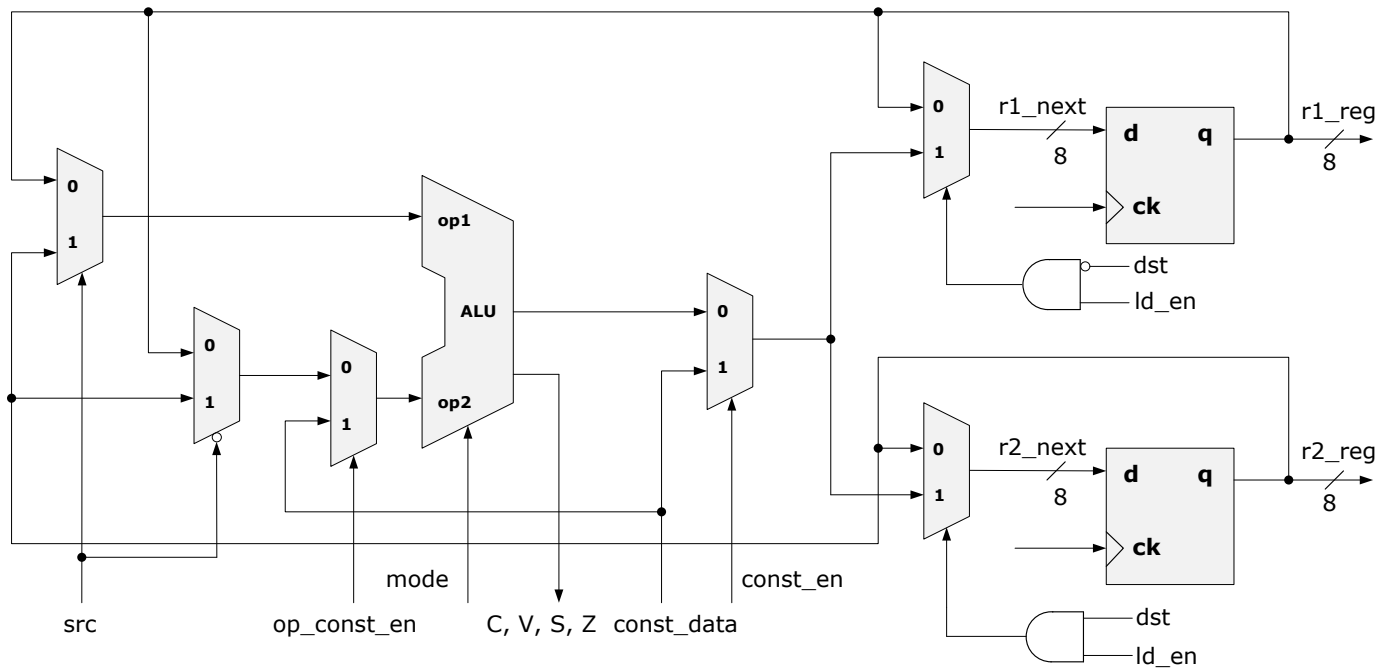 0
r1_next
8
d
q
r1_reg
8
1
ck
0
1
dst
ld_en
op1
ALU
op2
0
1
0
1
0
1
0
r2_next
8
d
q
r2_reg
8
1
ck
dst
ld_en
src
op_const_en
mode
C, V, S, Z
const_data
const_en